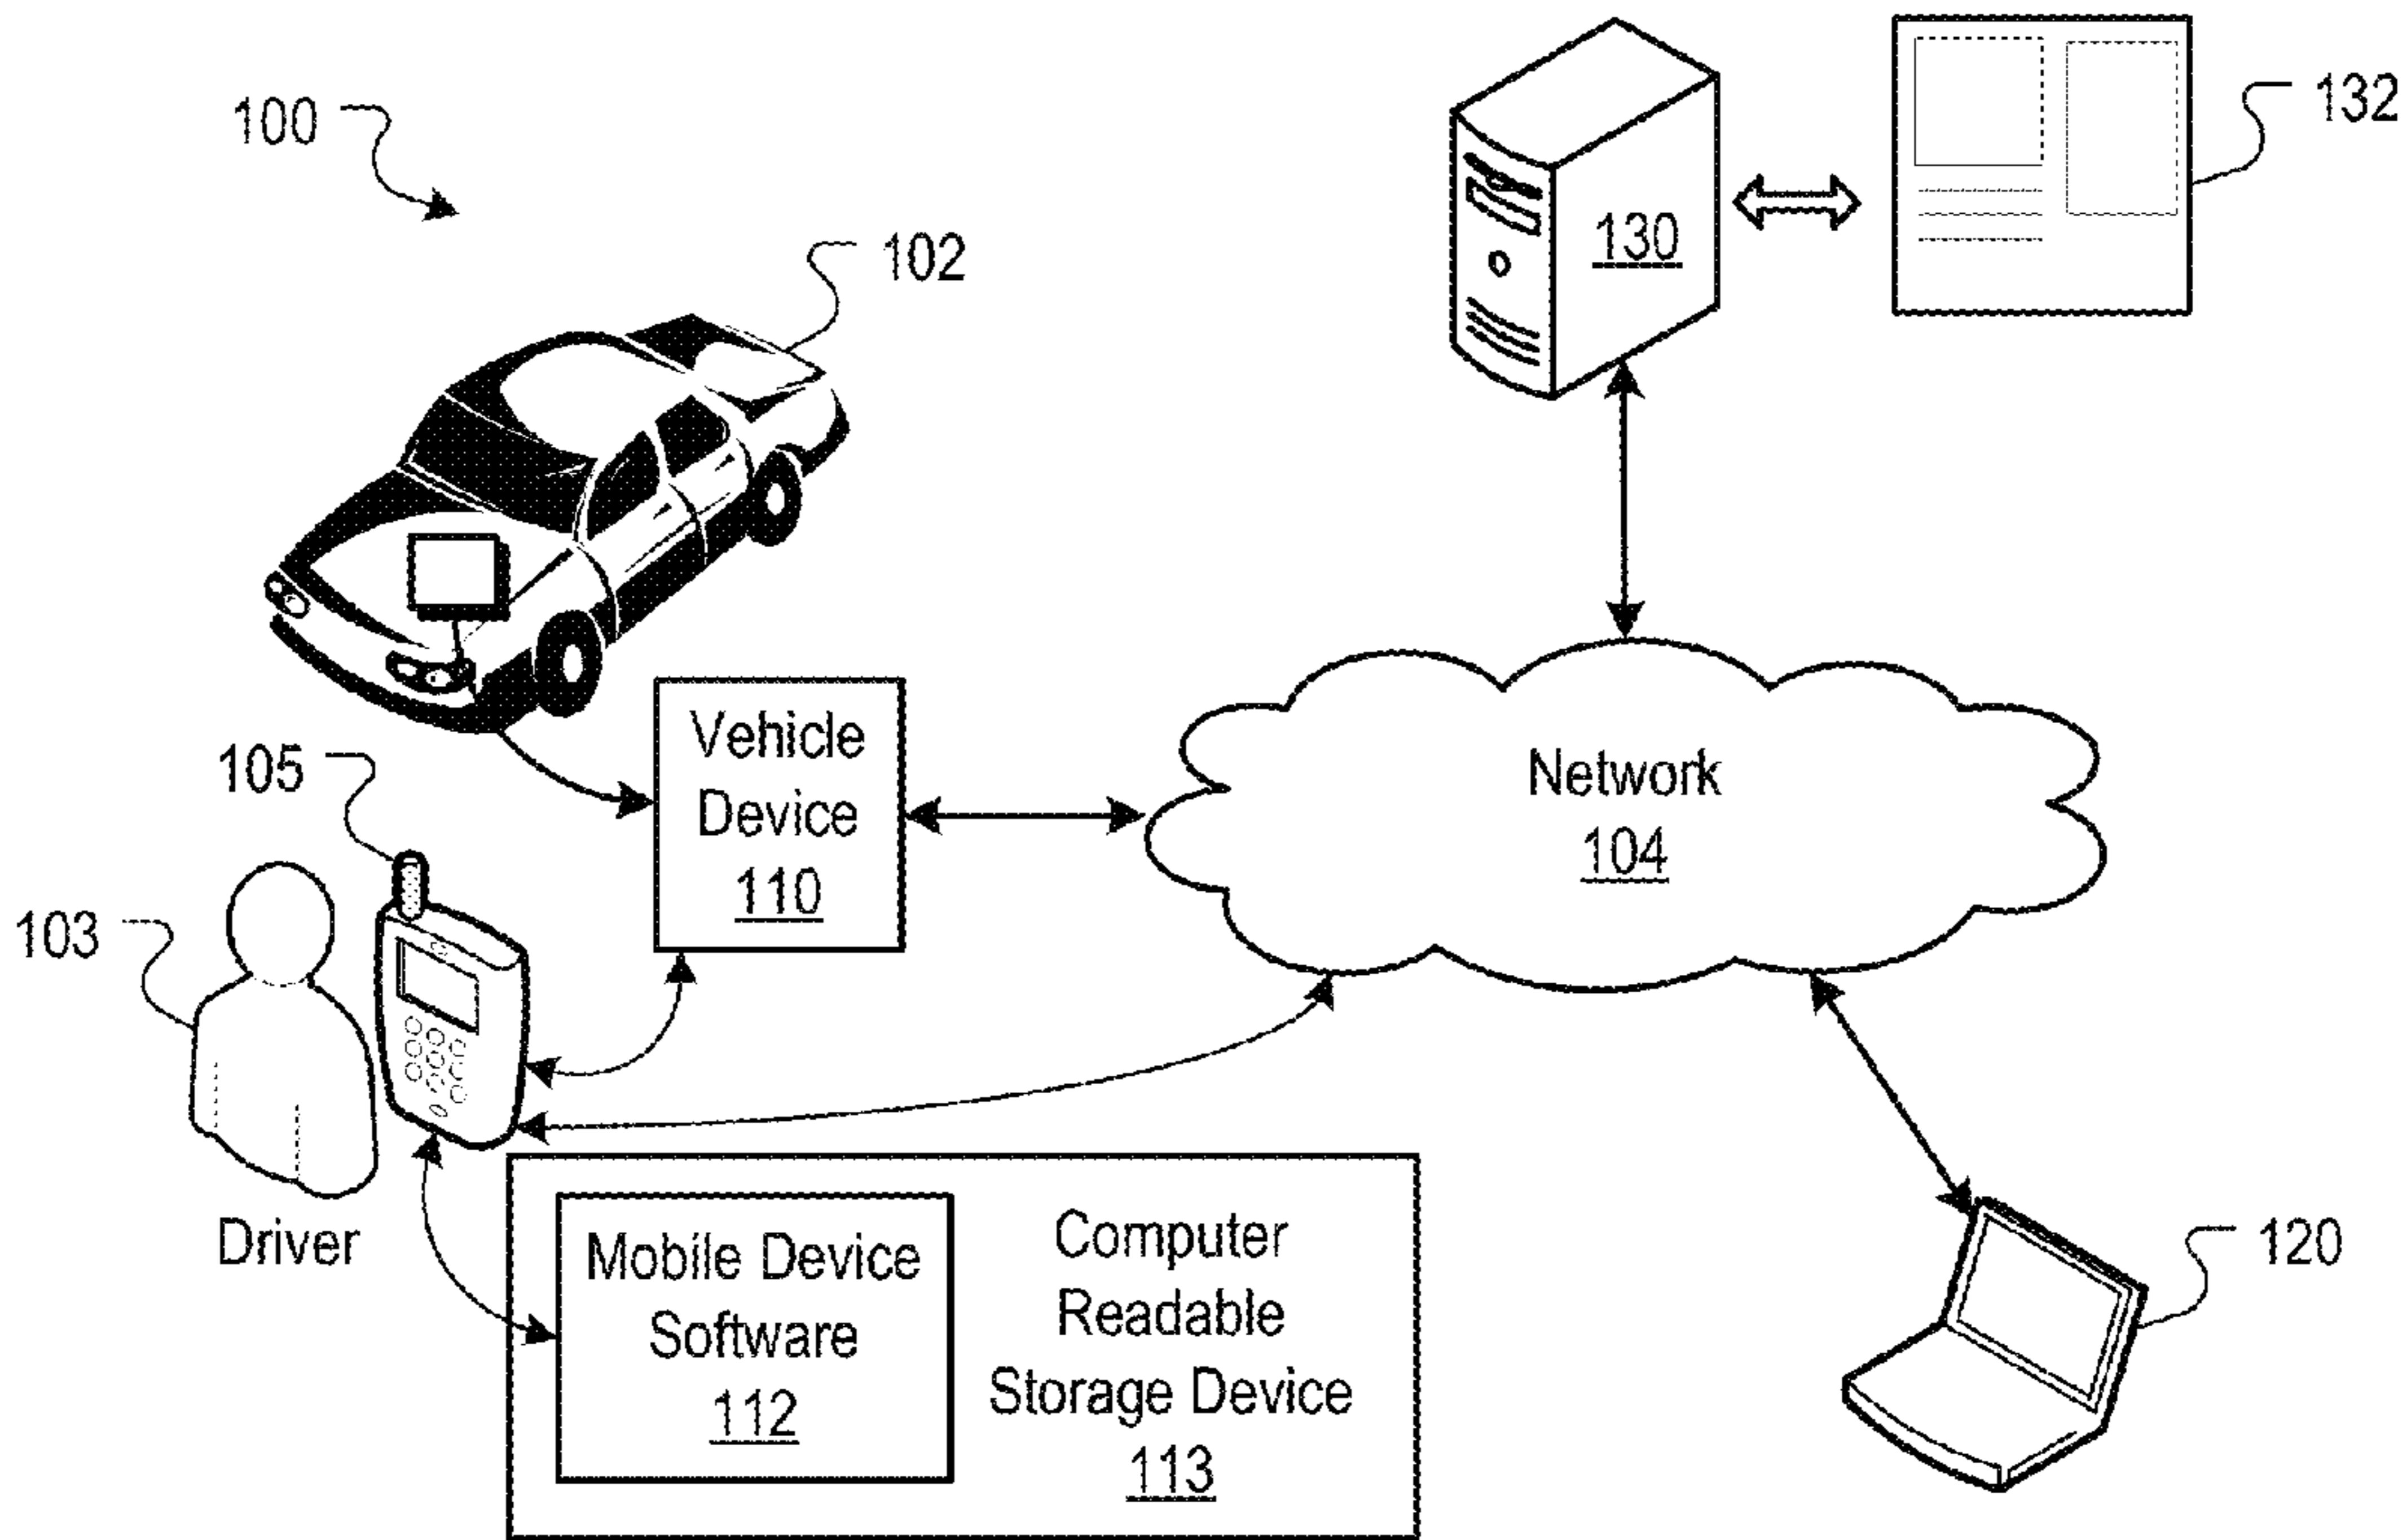 100
102
130
132
105
Vehicle
Device
110
Network
104
103
Driver
Mobile Device
Software
112
Computer
Readable
Storage Device
113
120